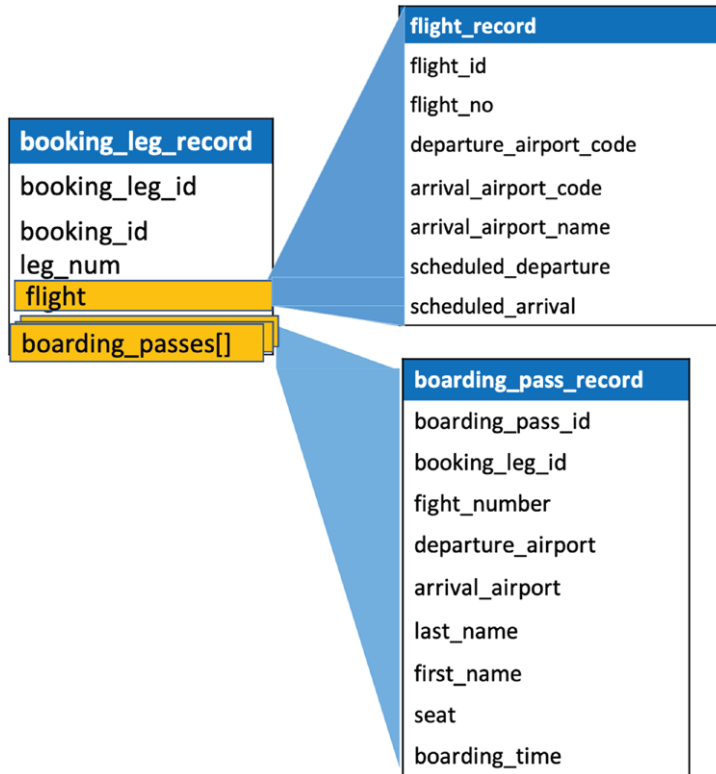 booking_leg_record
booking_leg_id
booking_id
leg_num
flight
boarding_passes[]
flight_record
flight_id
flight_no
departure_airport_code
arrival_airport_code
arrival_airport_name
scheduled_departure
scheduled_arrival
boarding_pass_record
boarding_pass_id
booking_leg_id
fight_number
departure_airport
arrival_airport
last_name
first_name
seat
boarding_time